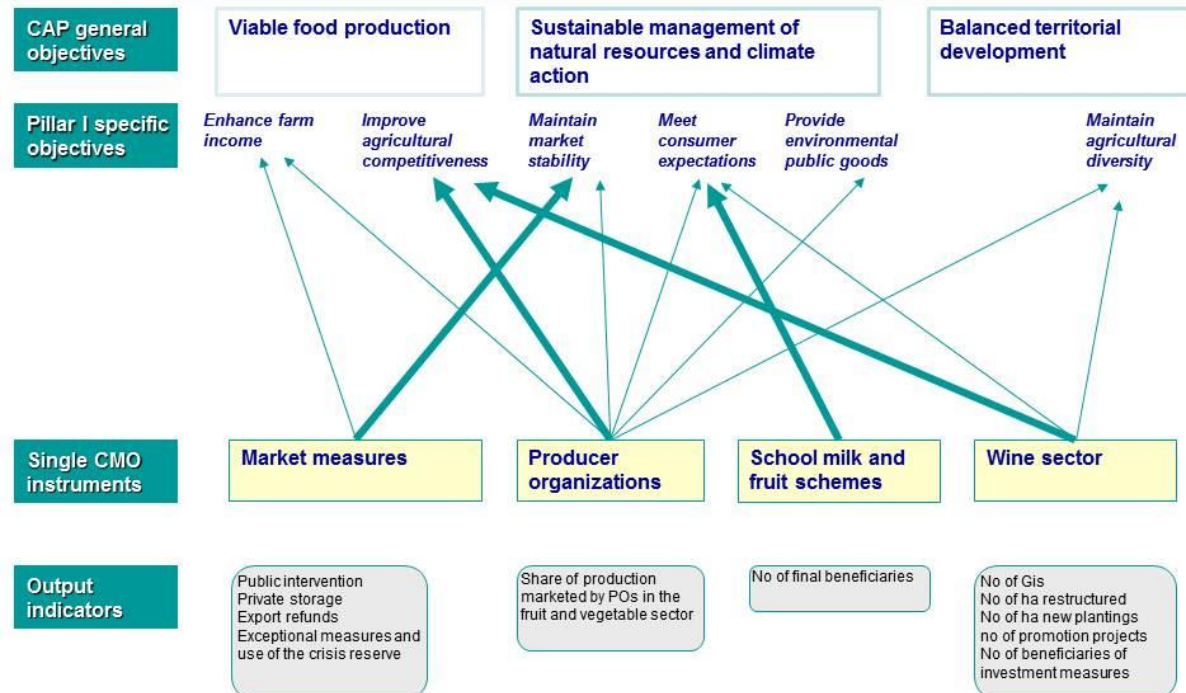 CAP general
objectives
Viable food production
Sustainable management of
natural resources and climate
action
Balanced territorial
development
Pillar I specific
objectives
Enhance farm
income
Improve
agricultural
competitiveness
Maintain
market
stability
Meet
consumer
expectations
Provide
environmental
public goods
Maintain
agricultural
diversity
Single CMO
instruments
Market measures
Producer
organizations
School milk and
fruit schemes
Wine sector
Output
indicators
Public intervention
Private storage
Export refunds
Exceptional measures and
use of the crisis reserve
Share of production
marketed by POs in the
fruit and vegetable sector
No of final beneficiaries
No of Gis
No of ha restructured
No of ha new plantings
no of promotion projects
No of beneficiaries of
investment measures